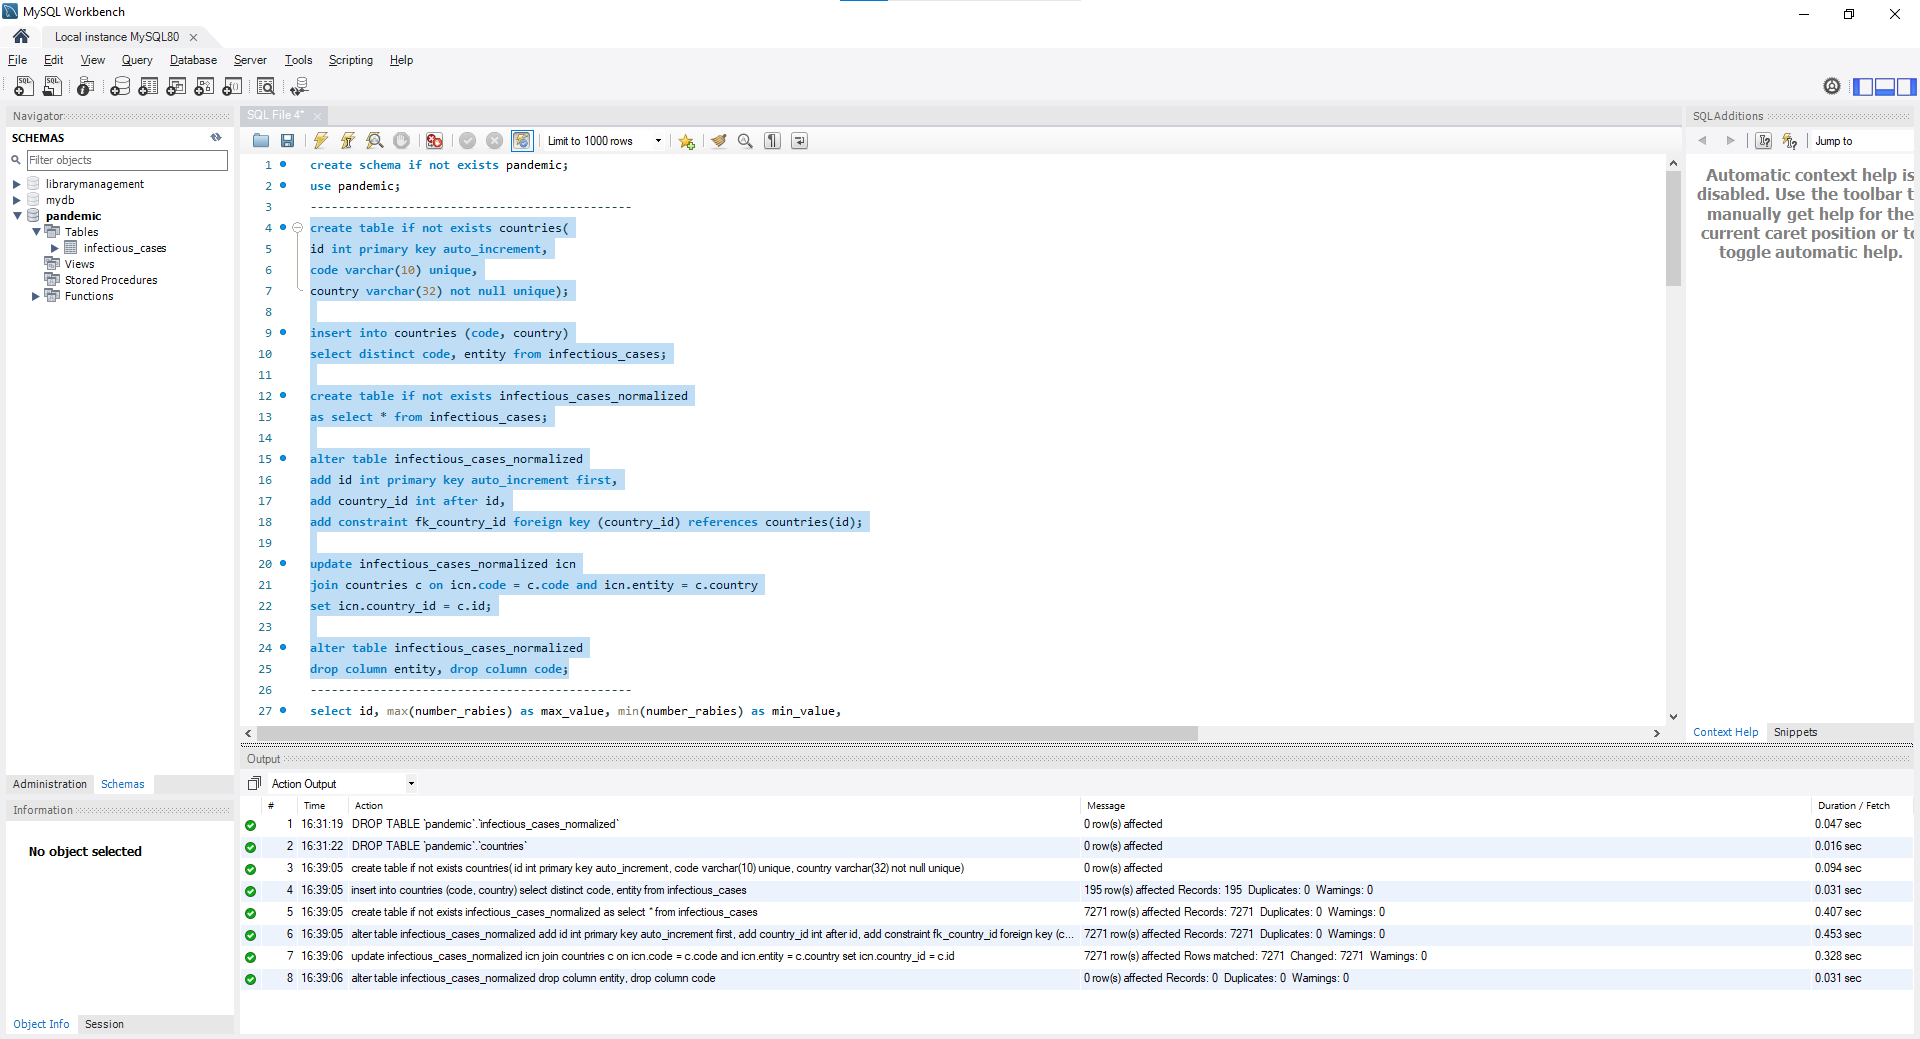 MySQL Workbench
Local instance MySQL80
File Edit View Query Database Server Tools Scripting Help
Navigator
SCHEMAS
Filter objects
librarymanagement
mydb
pandemic
Tables
infectious_cases
Views
Stored Procedures
Functions
Administration Schemas
Information
No object selected
Object Info Session
SQL File 4*
Limit to 1000 rows
1 create schema if not exists pandemic;
2 use pandemic;
3 ----------------------------------------------
4 create table if not exists countries(
5 id int primary key auto_increment,
6 code varchar(10) unique,
7 country varchar(32) not null unique);
8
9 insert into countries (code, country)
10 select distinct code, entity from infectious_cases;
11
12 create table if not exists infectious_cases_normalized
13 as select * from infectious_cases;
14
15 alter table infectious_cases_normalized
16 add id int primary key auto_increment first,
17 add country_id int after id,
18 add constraint fk_country_id foreign key (country_id) references countries(id);
19
20 update infectious_cases_normalized icn
21 join countries c on icn.code = c.code and icn.entity = c.country
22 set icn.country_id = c.id;
23
24 alter table infectious_cases_normalized
25 drop column entity, drop column code;
26 ----------------------------------------------
27 select id, max(number_rabies) as max_value, min(number_rabies) as min_value,
SQLAdditions
Jump to
Automatic context help is
disabled. Use the toolbar t
manually get help for the
current caret position or to
toggle automatic help.
Context Help Snippets
Output
Action Output
# Time Action Message Duration / Fetch
1 16:31:19 DROP TABLE `pandemic`.`infectious_cases_normalized` 0 row(s) affected 0.047 sec
2 16:31:22 DROP TABLE `pandemic`.`countries` 0 row(s) affected 0.016 sec
3 16:39:05 create table if not exists countries( id int primary key auto_increment, code varchar(10) unique, country varchar(32) not null unique) 0 row(s) affected 0.094 sec
4 16:39:05 insert into countries (code, country) select distinct code, entity from infectious_cases 195 row(s) affected Records: 195 Duplicates: 0 Warnings: 0 0.031 sec
5 16:39:05 create table if not exists infectious_cases_normalized as select * from infectious_cases 7271 row(s) affected Records: 7271 Duplicates: 0 Warnings: 0 0.407 sec
6 16:39:05 alter table infectious_cases_normalized add id int primary key auto_increment first, add country_id int after id, add constraint fk_country_id foreign key (c... 7271 row(s) affected Records: 7271 Duplicates: 0 Warnings: 0 0.453 sec
7 16:39:06 update infectious_cases_normalized icn join countries c on icn.code = c.code and icn.entity = c.country set icn.country_id = c.id 7271 row(s) affected Rows matched: 7271 Changed: 7271 Warnings: 0 0.328 sec
8 16:39:06 alter table infectious_cases_normalized drop column entity, drop column code 0 row(s) affected Records: 0 Duplicates: 0 Warnings: 0 0.031 sec